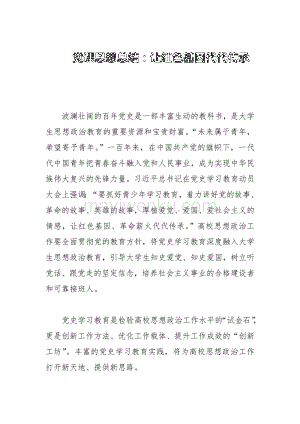 党课思想总结：让红色基因代代传承
波澜壮阔的百年党史是一部丰富生动的教科书，是大学
生思想政治教育的重要资源和宝贵财富。“未来属于青年，
希望寄予青年。”一百年来，在中国共产党的旗帜下，一代
代中国青年把青春奋斗融入党和人民事业，成为实现中华民
族伟大复兴的先锋力量。习近平总书记在党史学习教育动员
大会上强调，“要抓好青少年学习教育，着力讲好党的故事、
革命的故事、英雄的故事，厚植爱党、爱国、爱社会主义的
情感，让红色基因、革命薪火代代传承。”高校思想政治工
作要全面贯彻党的教育方针，将党史学习教育深度融入大学
生思想政治教育，引导大学生知史爱党、知史爱国，树立听
党话、跟党走的坚定信念，培养社会主义事业的合格建设者
和可靠接班人。
党史学习教育是检验高校思想政治工作水平的“试金石”，
更是创新工作方法、优化工作载体、提升工作成效的“创新
工坊”。丰富的党史学习教育实践，将为高校思想政治工作
打开新天地、提供新思路。